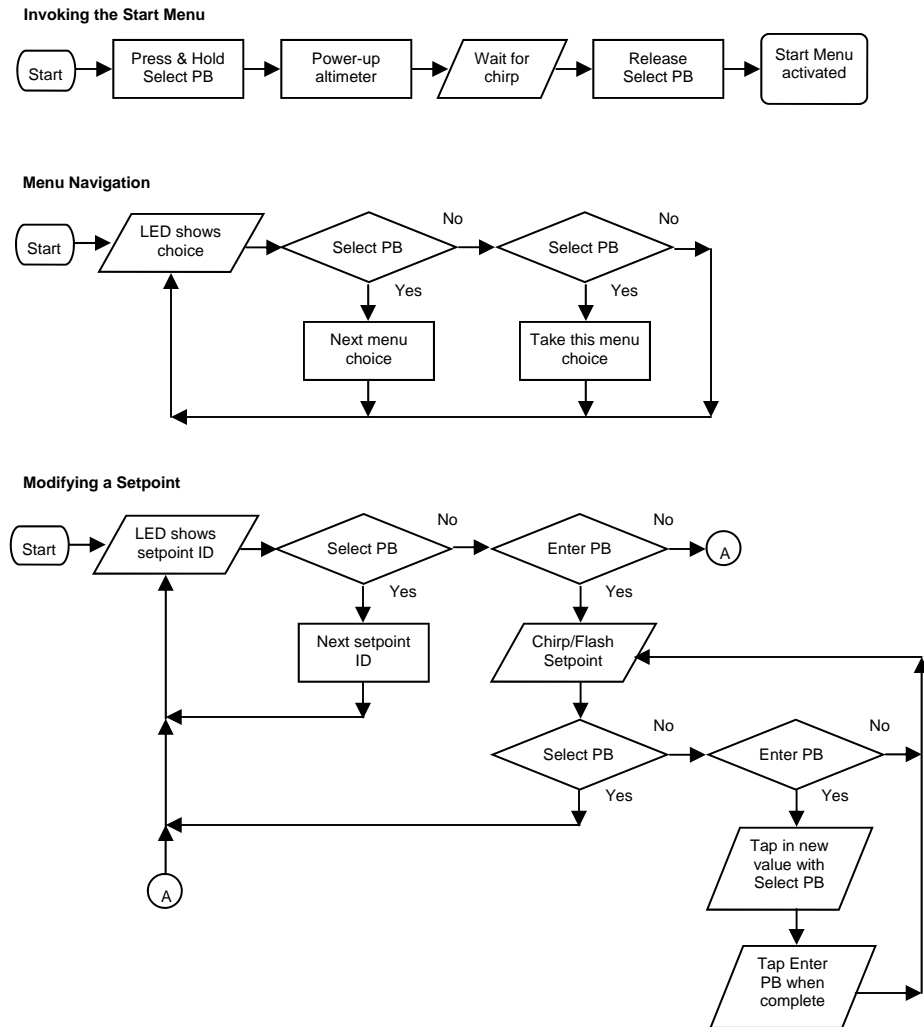 Invoking the Start Menu
Start
Press & Hold
Select PB
Power-up
altimeter
Wait for
chirp
Release
Select PB
Start Menu
activated
Menu Navigation
Start
LED shows
choice
Select PB
No
Yes
Next menu
choice
Select PB
No
Yes
Take this menu
choice
Modifying a Setpoint
Start
LED shows
setpoint ID
Select PB
No
Yes
Next setpoint
ID
Enter PB
No
A
Yes
Chirp/Flash
Setpoint
Select PB
No
Yes
Enter PB
No
Yes
Tap in new
value with
Select PB
Tap Enter
PB when
complete
A